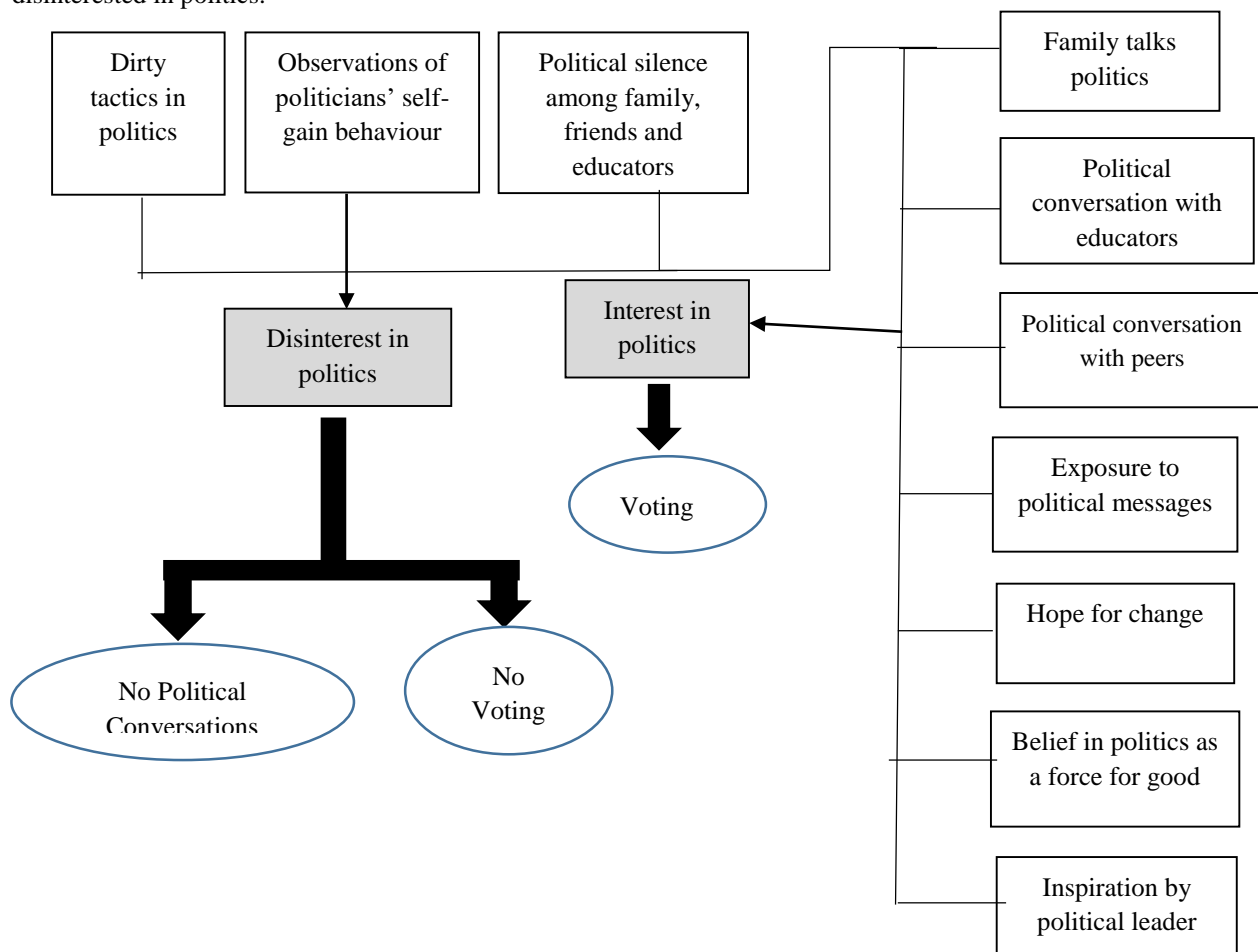 disinterested in politics.
Dirty
tactics in
politics
Observations of
politicians’ self-
gain behaviour
Political silence
among family,
friends and
educators
Family talks
politics
Political
conversation with
educators
Interest in
politics
Disinterest in
politics
Political conversation
with peers
Exposure to
political messages
Voting
Hope for change
No Political
Conversations
No
Voting
Belief in politics as
a force for good
Inspiration by
political leader